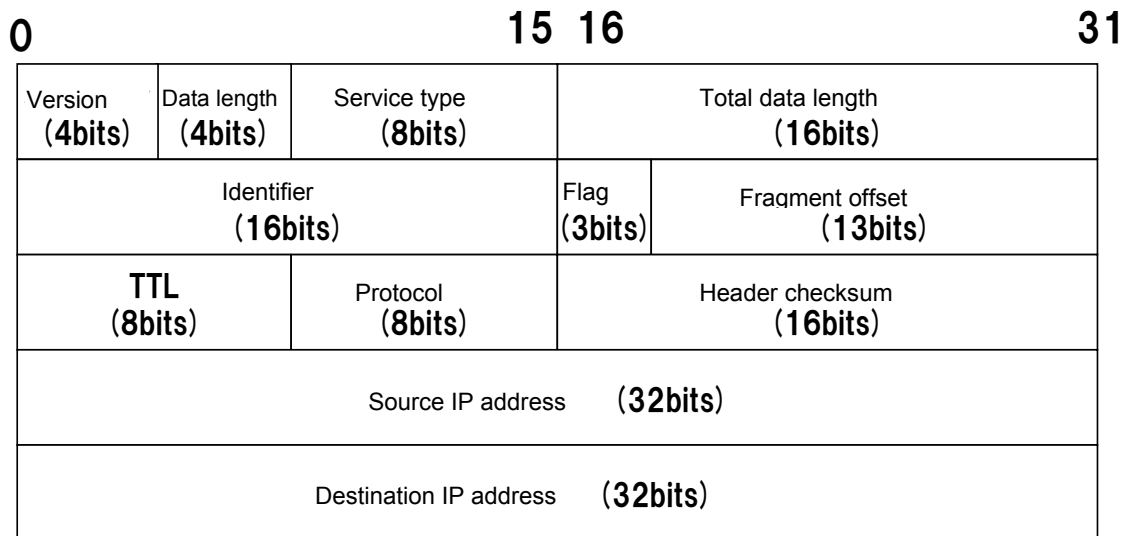 0 15 16 31
Version Data length Service type Total data length
(4bits) (4bits) (8bits) (16bits)
Identifier Flag Fragment offset
(16bits) (3bits) (13bits)
TTL Protocol Header checksum
(8bits) (8bits) (16bits)
Source IP address (32bits)
Destination IP address (32bits)